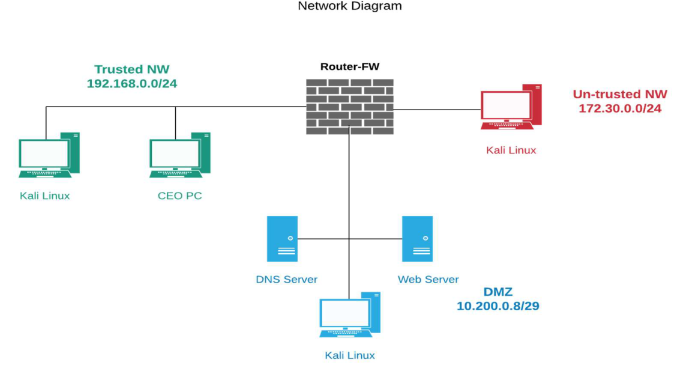 Network Diagram
Trusted NW
192.168.0.0/24
Router-FW
Un-trusted NW
172.30.0.0/24
Kali Linux
Kali Linux
CEO PC
DNS Server
Web Server
DMZ
10.200.0.8/29
Kali Linux